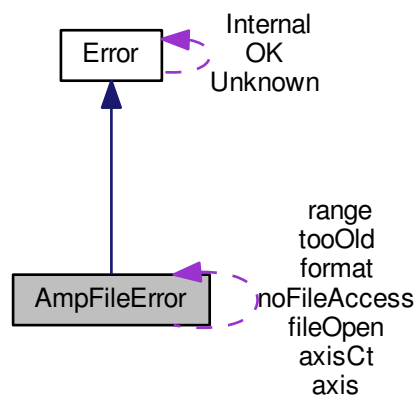 Error
Internal
OK
Unknown
AmpFileError
range
tooOld
format
noFileAccess
fileOpen
axisCt
axis